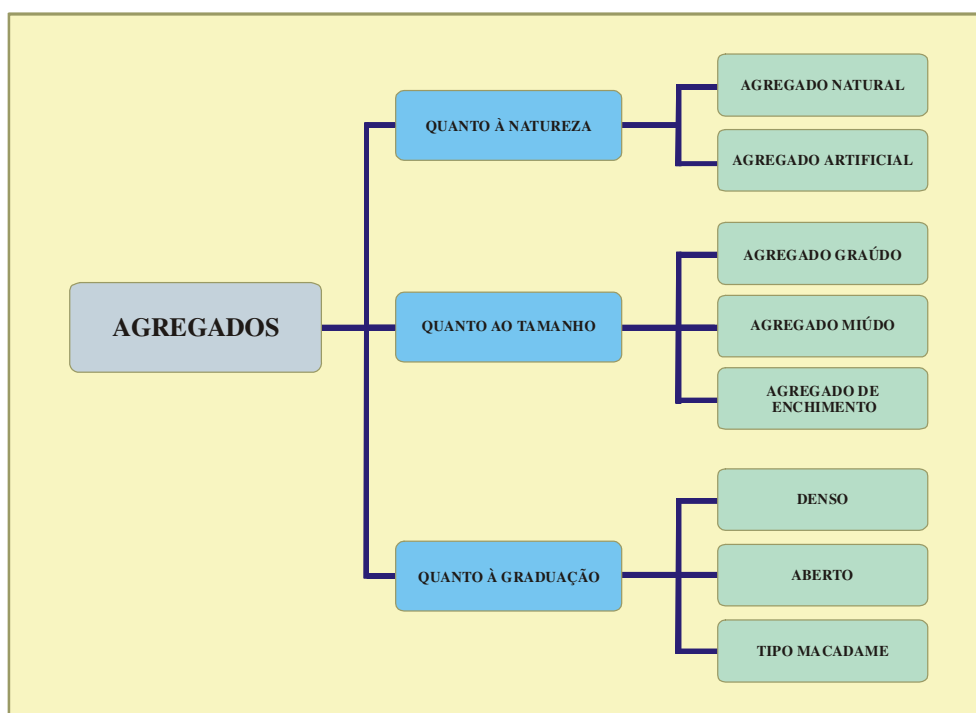 AGREGADOS
QUANTO À NATUREZA
AGREGADO NATURAL
AGREGADO ARTIFICIAL
QUANTO AO TAMANHO
AGREGADO GRAÚDO
AGREGADO MIÚDO
AGREGADO DE
ENCHIMENTO
QUANTO À GRADUAÇÃO
DENSO
ABERTO
TIPO MACADAME